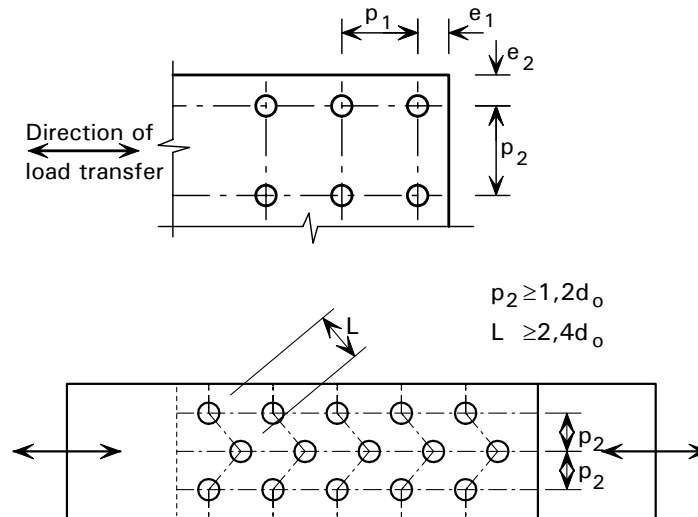 p1 e1
e2
Direction of
load transfer
p2
p2 ≥1,2do
L ≥2,4do
L
p2
p2